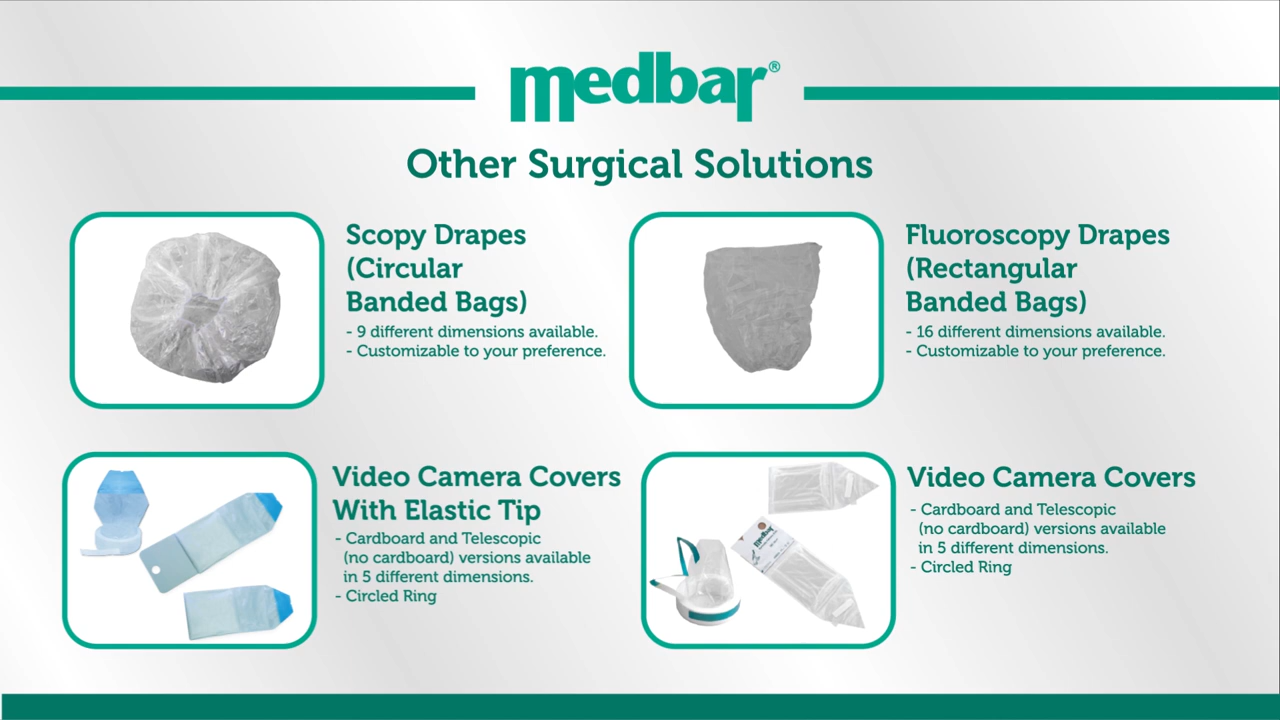 medbar®
Other Surgical Solutions
Scopy Drapes
(Circular
Banded Bags)
- 9 different dimensions available.
- Customizable to your preference.
Fluoroscopy Drapes
(Rectangular
Banded Bags)
- 16 different dimensions available.
- Customizable to your preference.
Video Camera Covers
With Elastic Tip
- Cardboard and Telescopic
(no cardboard) versions available
in 5 different dimensions.
- Circled Ring
medbar
Video Camera Covers
- Cardboard and Telescopic
(no cardboard) versions available
in 5 different dimensions.
- Circled Ring